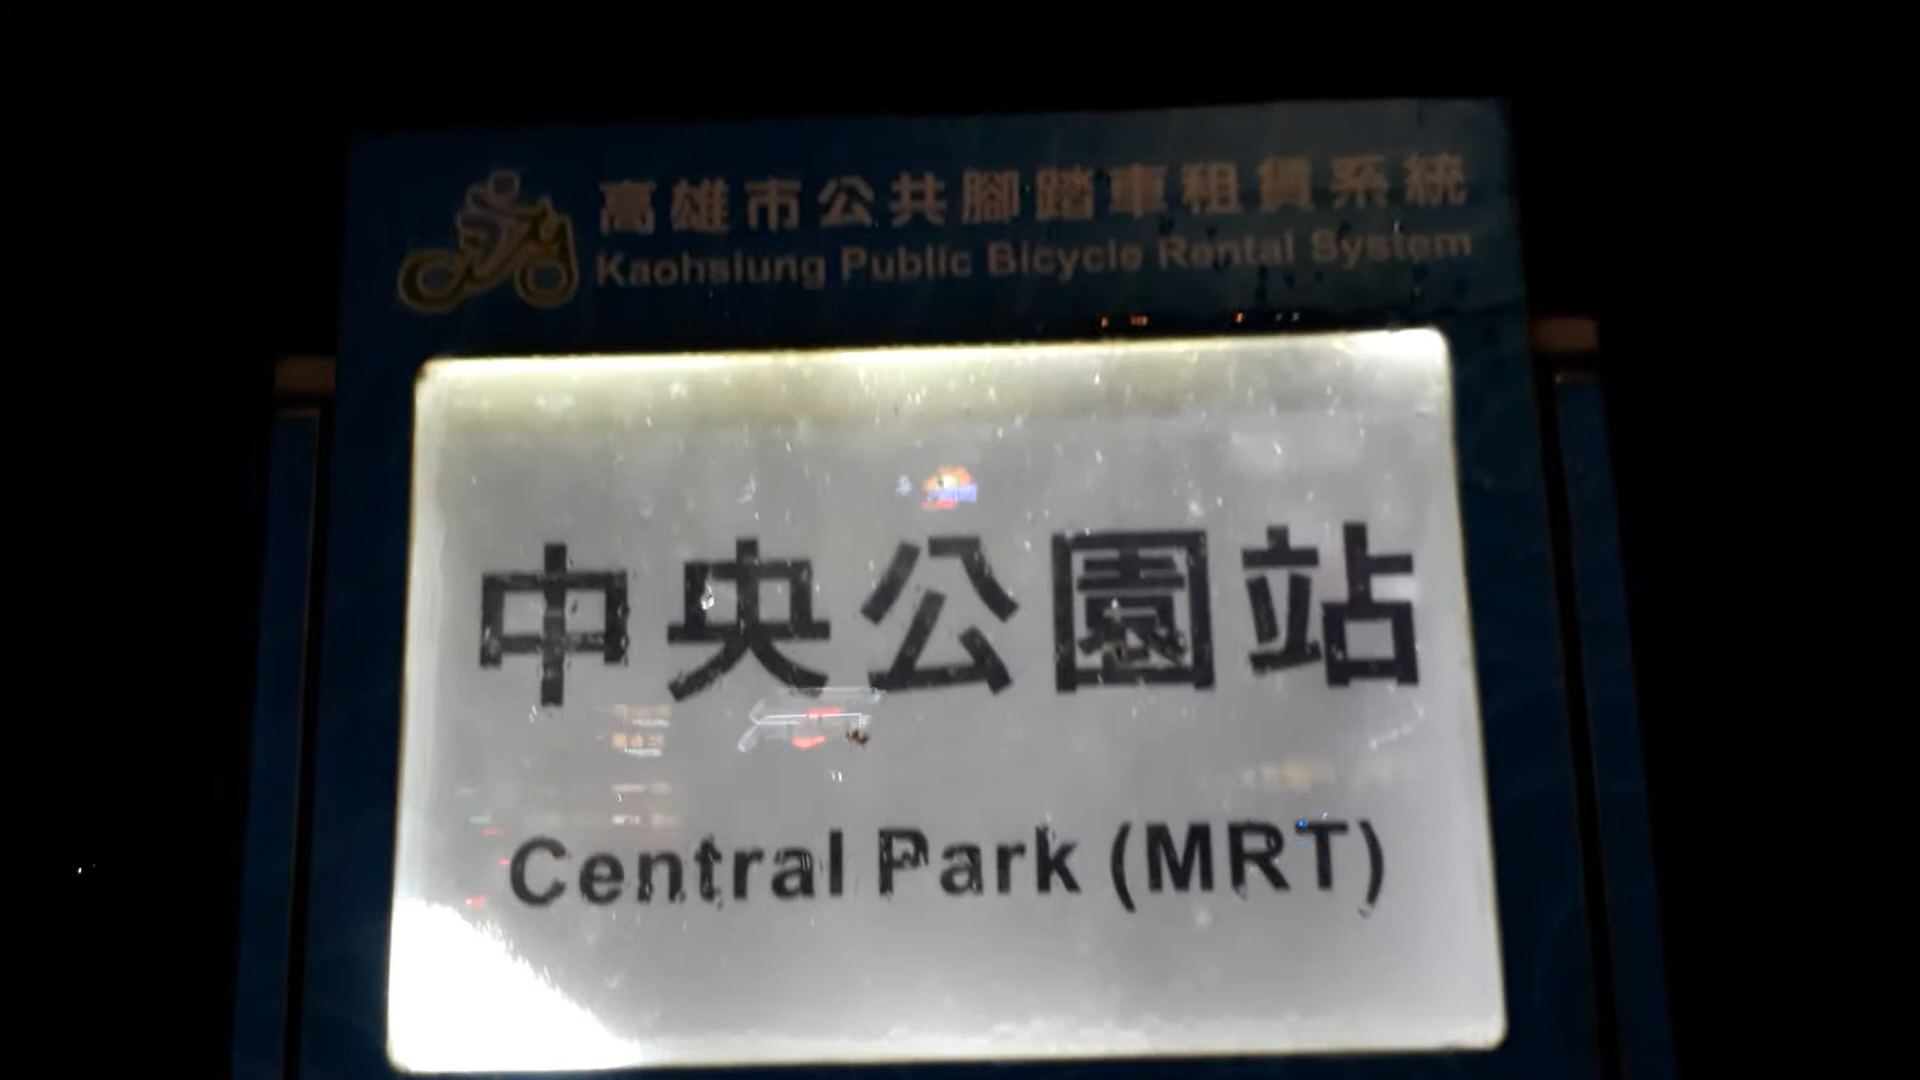 高雄市公共腳踏車租賃系統
Kaohsiung Public Bicycle Rental System
中央公園站
Central Park (MRT)